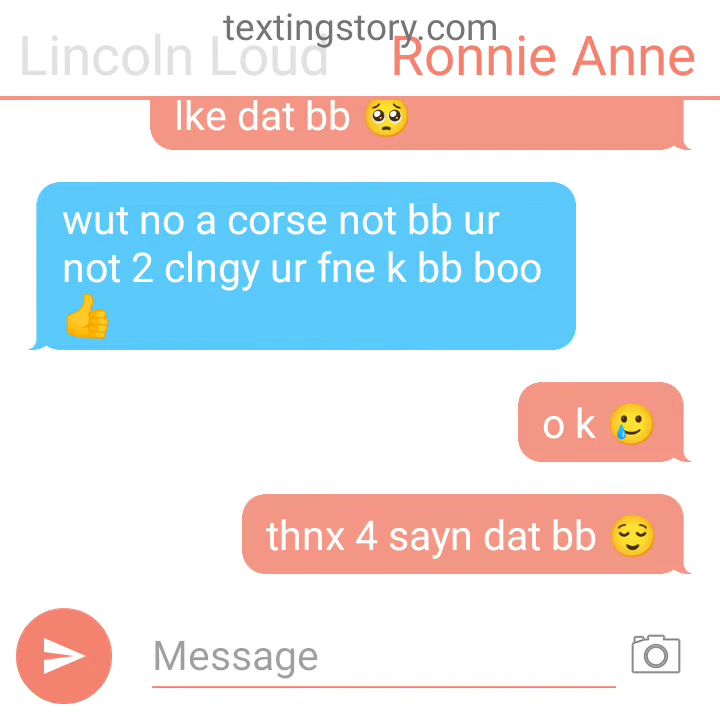 textingstory.com
Lincoln Loud Ronnie Anne
lke dat bb 🥺
wut no a corse not bb ur
not 2 clngy ur fne k bb boo
👍
o k 🥲
thnx 4 sayn dat bb 😌
Message